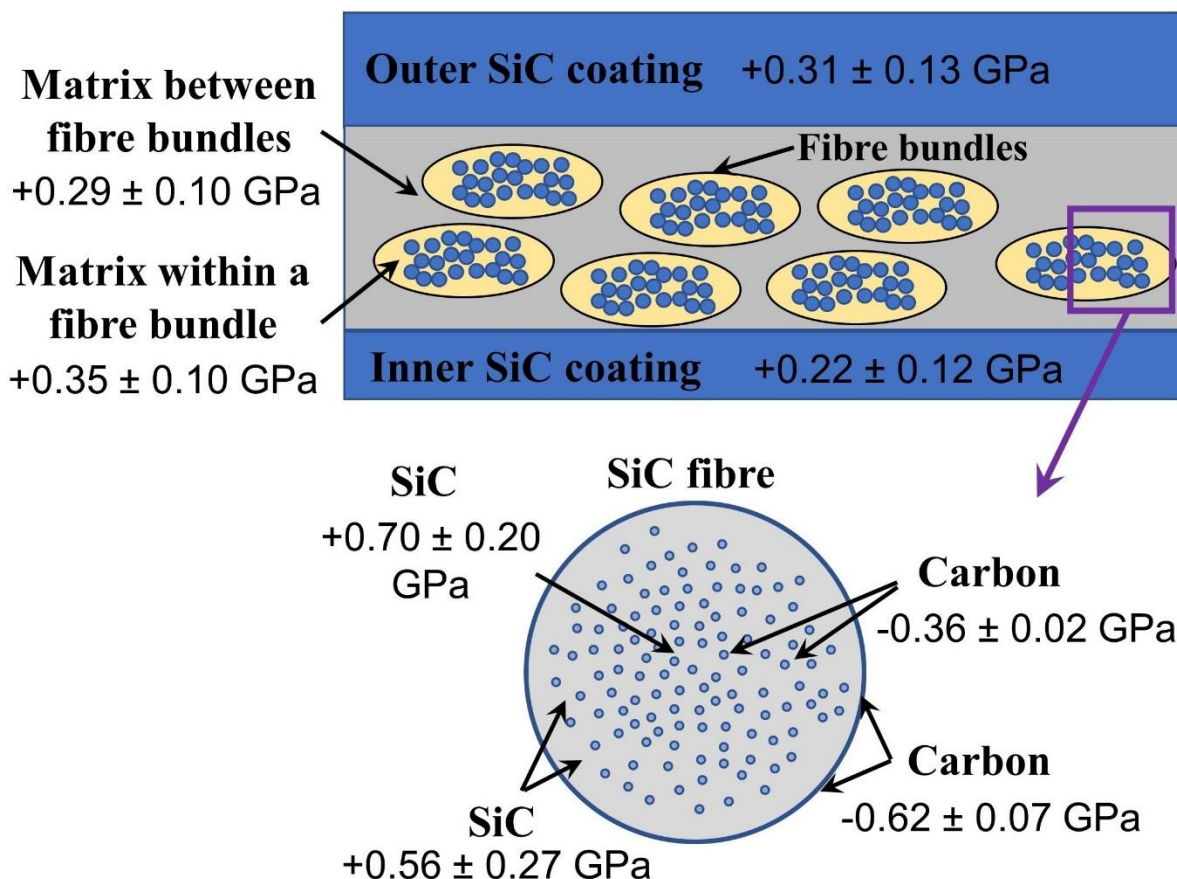 Outer SiC coating +0.31 ± 0.13 GPa
Matrix between
fibre bundles
+0.29 ± 0.10 GPa
Fibre bundles
Matrix within a
fibre bundle
+0.35 ± 0.10 GPa
Inner SiC coating +0.22 ± 0.12 GPa
SiC fibre
SiC
+0.70 ± 0.20
GPa
Carbon
-0.36 ± 0.02 GPa
Carbon
-0.62 ± 0.07 GPa
SiC
+0.56 ± 0.27 GPa